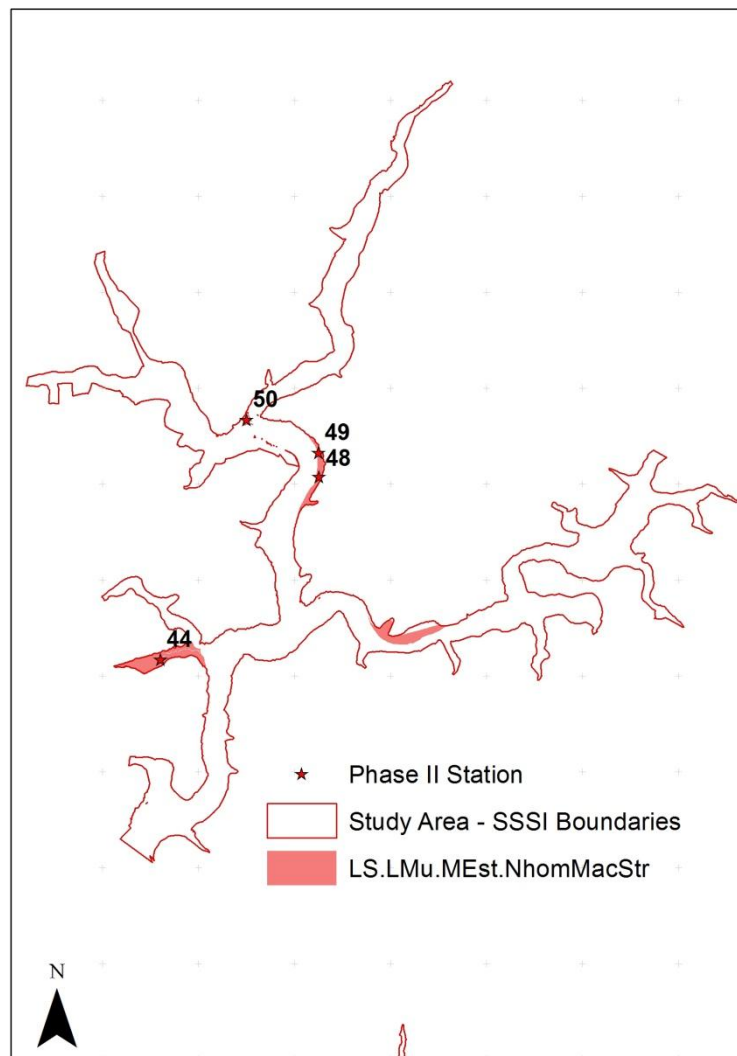 50
49
48
44
Phase II Station
Study Area - SSSI Boundaries
LS.LMu.MEst.NhomMacStr
N